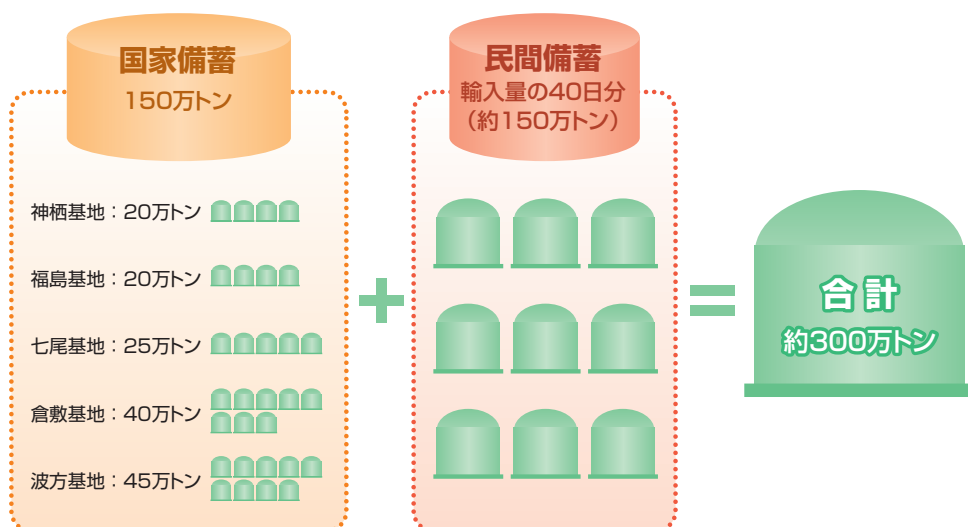 国家備蓄
150万トン
神栖基地：20万トン
福島基地：20万トン
七尾基地：25万トン
倉敷基地：40万トン
波方基地：45万トン
+
民間備蓄
輸入量の40日分
（約150万トン）
=
合計
約300万トン